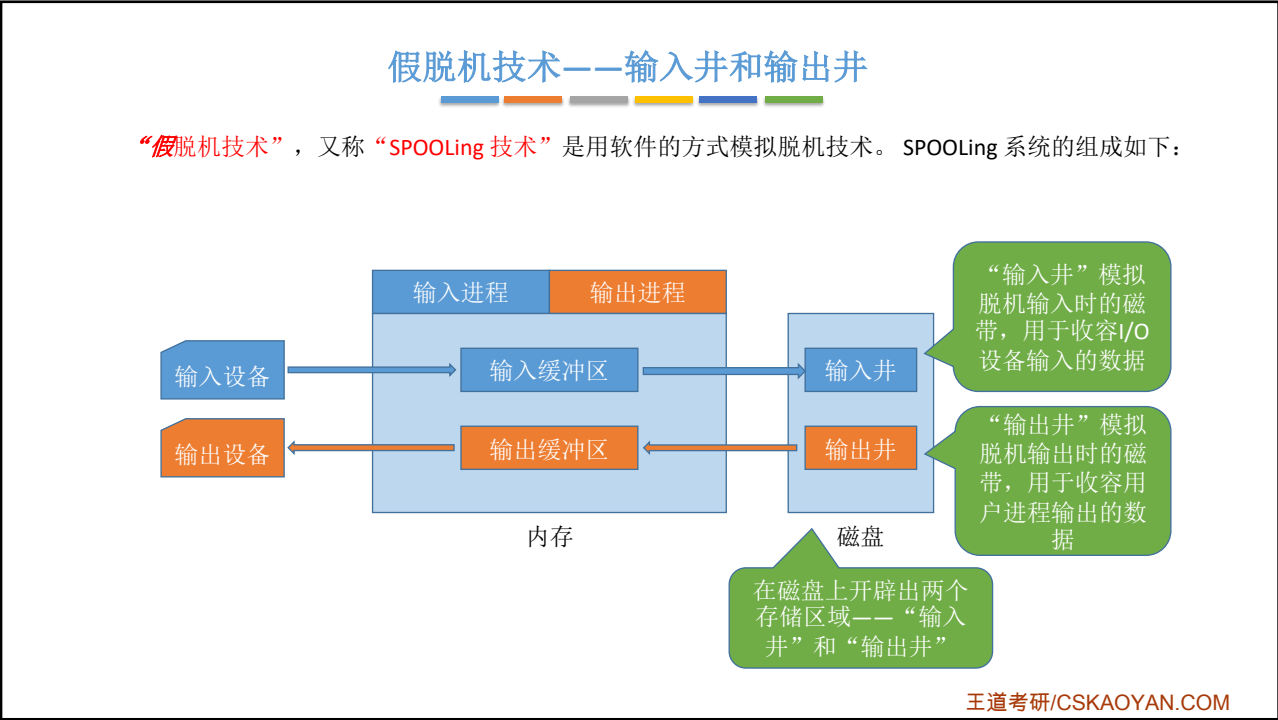 假脱机技术——输入井和输出井
“假脱机技术”，又称“SPOOLing 技术”是用软件的方式模拟脱机技术。 SPOOLing 系统的组成如下：
输入进程
输出进程
输入设备
输入缓冲区
输入井
输出设备
输出缓冲区
输出井
内存
磁盘
“输入井”模拟
脱机输入时的磁
带，用于收容I/O
设备输入的数据
“输出井”模拟
脱机输出时的磁
带，用于收容用
户进程输出的数
据
在磁盘上开辟出两个
存储区域——“输入
井”和“输出井”
王道考研/CSKAOYAN.COM